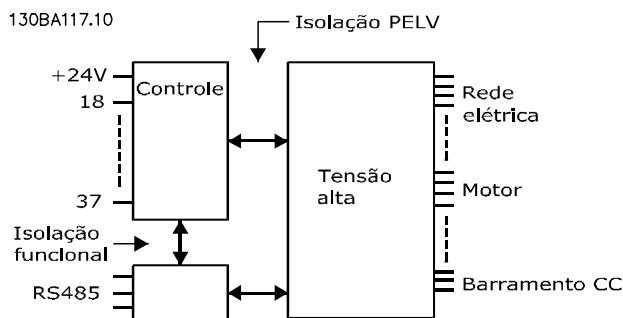 130BA117.10
Isolação PELV
+24V
18
37
Controle
Tensão
alta
Rede
elétrica
Motor
Barramento CC
Isolação
funcional
RS485